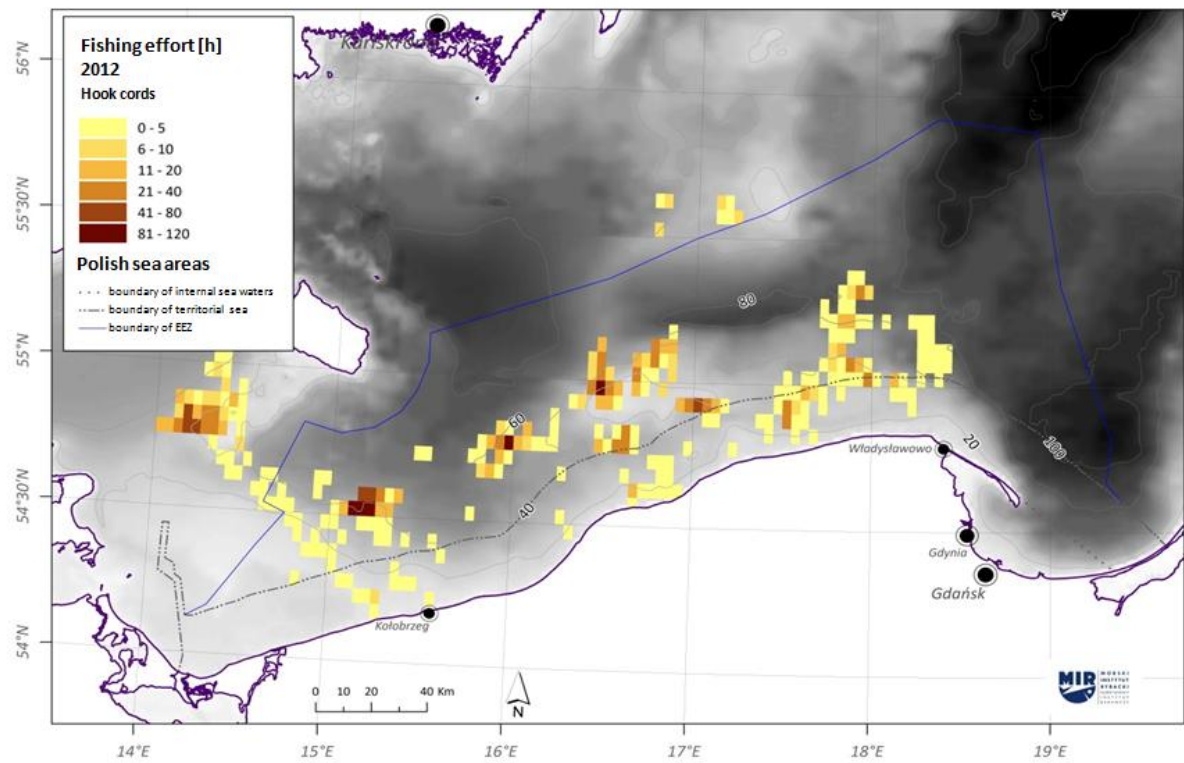 Fishing effort [h]
2012
Hook cords
0 - 5
6 - 10
11 - 20
21 - 40
41 - 80
81 - 120
Polish sea areas
boundary of internal sea waters
boundary of territorial sea
boundary of EEZ
56°N
55°30'N
55°N
54°30'N
54°N
80
60
40
20
100
Władysławowo
Gdynia
Gdańsk
Kołobrzeg
0 10 20 40 Km
N
MIR
MORSKI
INSTYTUT
RYBACKI
14°E 15°E 16°E 17°E 18°E 19°E